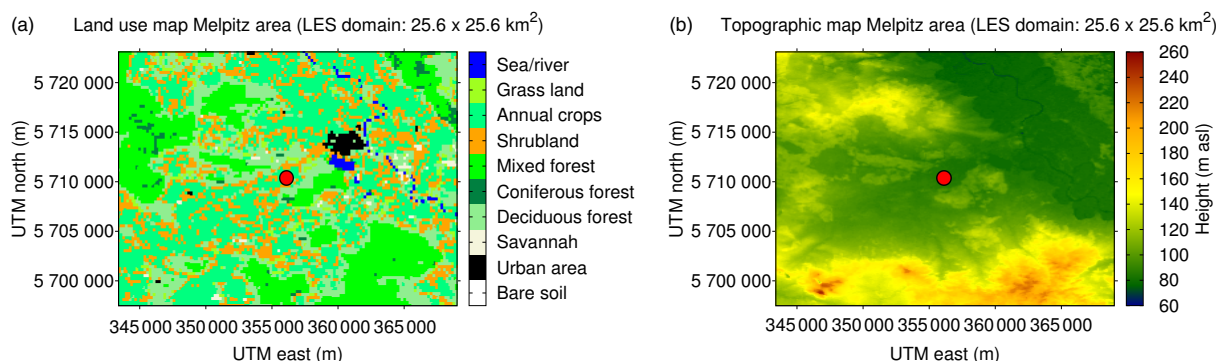 (a) Land use map Melpitz area (LES domain: 25.6 x 25.6 km²)
5 720 000
5 715 000
5 710 000
5 705 000
5 700 000
UTM north (m)
345 000 350 000 355 000 360 000 365 000
UTM east (m)
Sea/river
Grass land
Annual crops
Shrubland
Mixed forest
Coniferous forest
Deciduous forest
Savannah
Urban area
Bare soil
(b) Topographic map Melpitz area (LES domain: 25.6 x 25.6 km²)
5 720 000
5 715 000
5 710 000
5 705 000
5 700 000
UTM north (m)
345 000 350 000 355 000 360 000 365 000
UTM east (m)
260
240
220
200
180
160
140
120
100
80
60
Height (m asl)